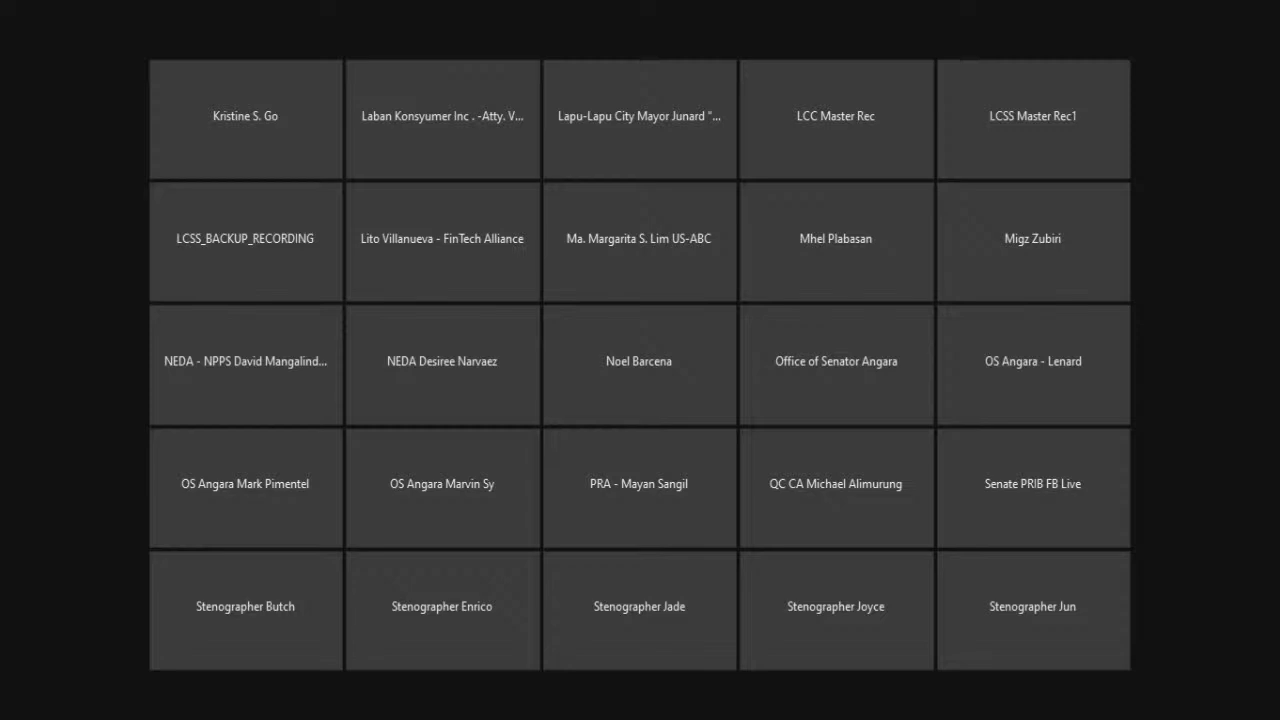 Kristine S. Go
Laban Konsyumer Inc . -Atty. V...
Lapu-Lapu City Mayor Junard "...
LCC Master Rec
LCSS Master Rec1
LCSS_BACKUP_RECORDING
Lito Villanueva - FinTech Alliance
Ma. Margarita S. Lim US-ABC
Mhel Plabasan
Migz Zubiri
NEDA - NPPS David Mangalind...
NEDA Desiree Narvaez
Noel Barcena
Office of Senator Angara
OS Angara - Lenard
OS Angara Mark Pimentel
OS Angara Marvin Sy
PRA - Mayan Sangil
QC CA Michael Alimurung
Senate PRIB FB Live
Stenographer Butch
Stenographer Enrico
Stenographer Jade
Stenographer Joyce
Stenographer Jun